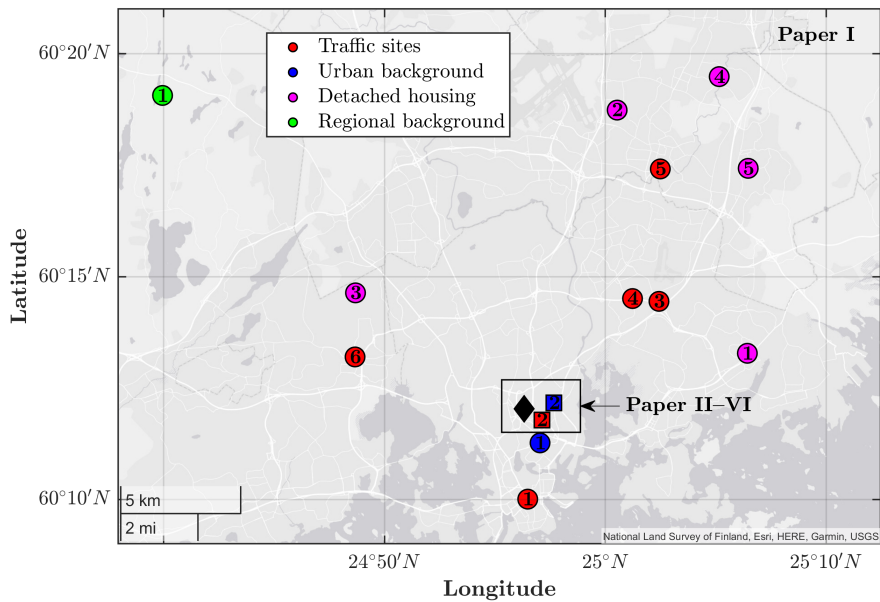 Paper I
Traffic sites
Urban background
Detached housing
Regional background
60°20′N
60°15′N
60°10′N
Latitude
1
4
2
5
5
3
4
3
6
1
2
2
1
1
Paper II–VI
5 km
2 mi
National Land Survey of Finland, Esri, HERE, Garmin, USGS
24°50′N
25°N
25°10′N
Longitude